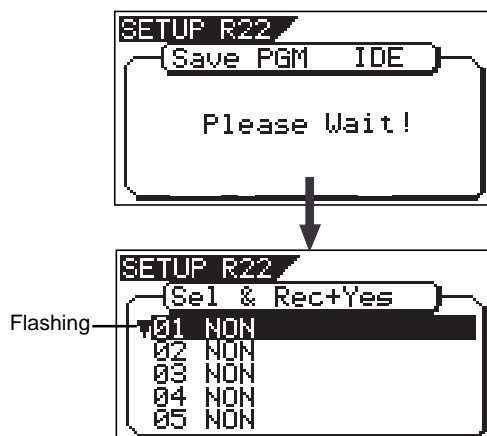 SETUP R22
Save PGM IDE
Please Wait!
SETUP R22
Sel & Rec+Yes
Flashing
01 NON
02 NON
03 NON
04 NON
05 NON